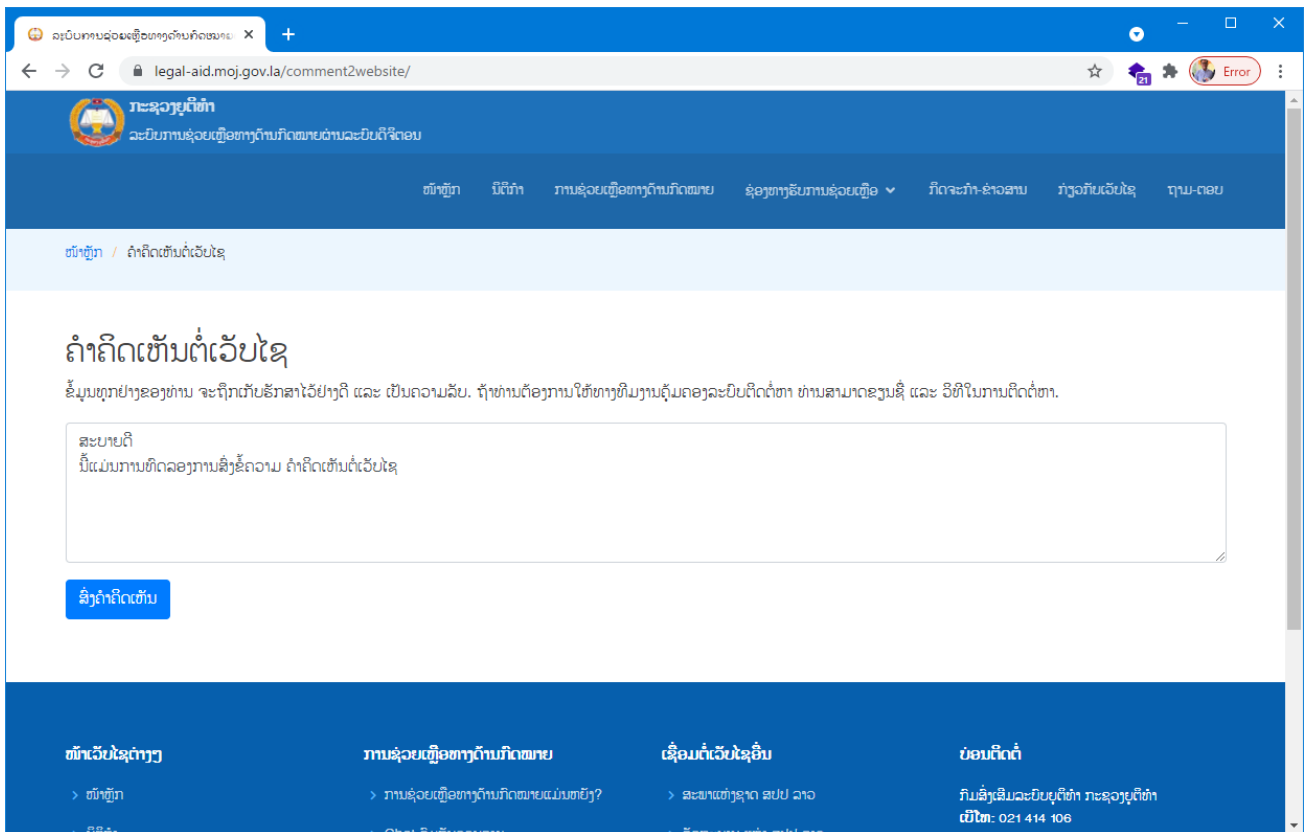 ລະບົບການຊ່ວຍເຫຼືອທາງດ້ານກົດໝາຍ
legal-aid.moj.gov.la/comment2website/
21
Error
ກະຊວງຍຸຕິທຳ
ລະບົບການຊ່ວຍເຫຼືອທາງດ້ານກົດໝາຍຜ່ານລະບົບດິຈິຕອນ
ໜ້າຫຼັກ ນິຕິກຳ ການຊ່ວຍເຫຼືອທາງດ້ານກົດໝາຍ ຊ່ອງທາງຮັບການຊ່ວຍເຫຼືອ ກິດຈະກຳ-ຂ່າວສານ ກ່ຽວກັບເວັບໄຊ ຖາມ-ຕອບ
ໜ້າຫຼັກ / ຄຳຄິດເຫັນຕໍ່ເວັບໄຊ
ຄຳຄິດເຫັນຕໍ່ເວັບໄຊ
ຂໍ້ມູນທຸກຢ່າງຂອງທ່ານ ຈະຖືກເກັບຮັກສາໄວ້ຢ່າງດີ ແລະ ເປັນຄວາມລັບ. ຖ້າທ່ານຕ້ອງການໃຫ້ທາງທີມງານຄຸ້ມຄອງລະບົບຕິດຕໍ່ຫາ ທ່ານສາມາດຂຽນຊື່ ແລະ ວິທີໃນການຕິດຕໍ່ຫາ.
ສະບາຍດີ
ນີ້ແມ່ນການທົດລອງການສົ່ງຂໍ້ຄວາມ ຄຳຄິດເຫັນຕໍ່ເວັບໄຊ
ສົ່ງຄຳຄິດເຫັນ
ໜ້າເວັບໄຊຕ່າງໆ ການຊ່ວຍເຫຼືອທາງດ້ານກົດໝາຍ ເຊື່ອມຕໍ່ເວັບໄຊອື່ນ ບ່ອນຕິດຕໍ່
ໜ້າຫຼັກ ການຊ່ວຍເຫຼືອທາງດ້ານກົດໝາຍແມ່ນຫຍັງ? ສະພາແຫ່ງຊາດ ສປປ ລາວ ກົມສົ່ງເສີມລະບົບຍຸຕິທຳ ກະຊວງຍຸຕິທຳ
ເບີໂທ: 021 414 106